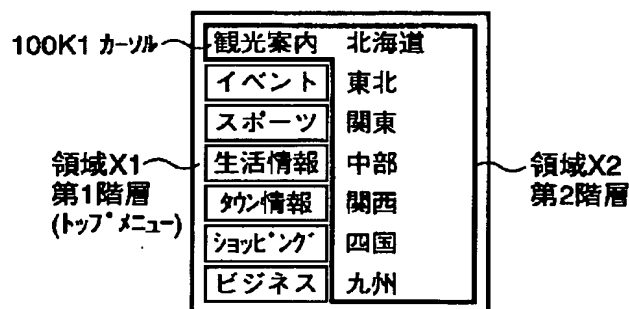 100K1 カーソル
観光案内 北海道
イベント 東北
スポーツ 関東
生活情報 中部
タウン情報 関西
ショッピング 四国
ビジネス 九州
領域X1
第1階層
(トップメニュー)
領域X2
第2階層